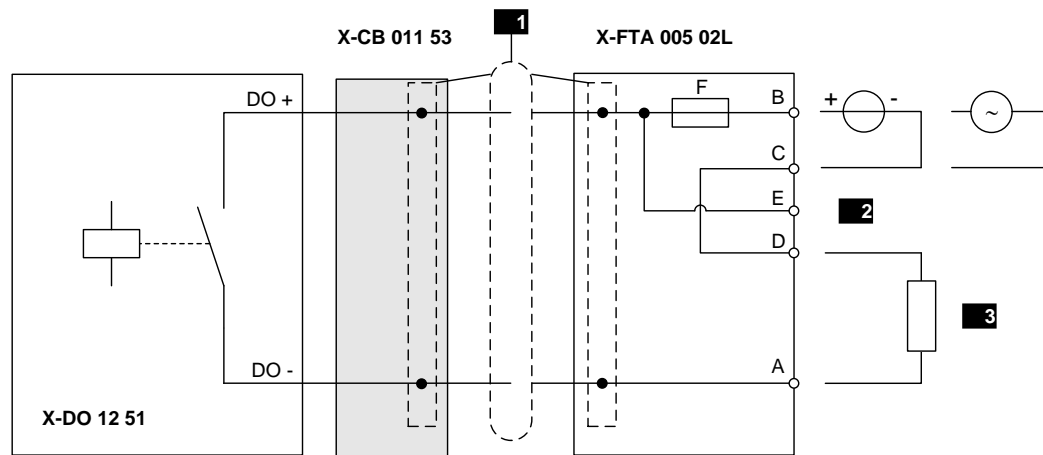 1
X-CB 011 53
X-FTA 005 02L
DO +
F
B
+
-
~
C
E
2
D
3
DO -
A
X-DO 12 51